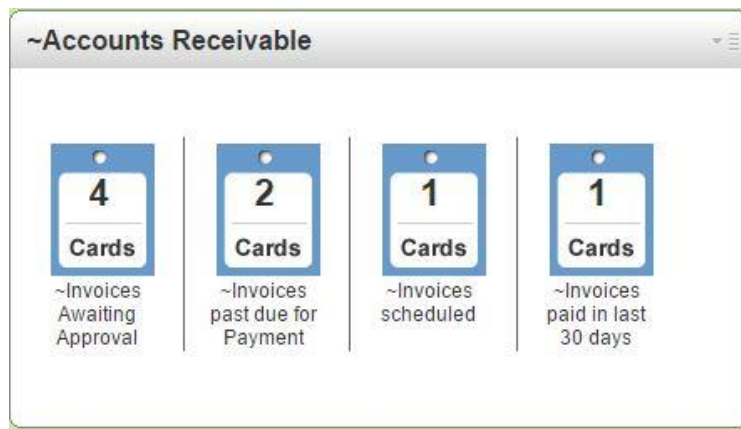 ~Accounts Receivable
4
Cards
~Invoices
Awaiting
Approval
2
Cards
~Invoices
past due for
Payment
1
Cards
~Invoices
scheduled
1
Cards
~Invoices
paid in last
30 days